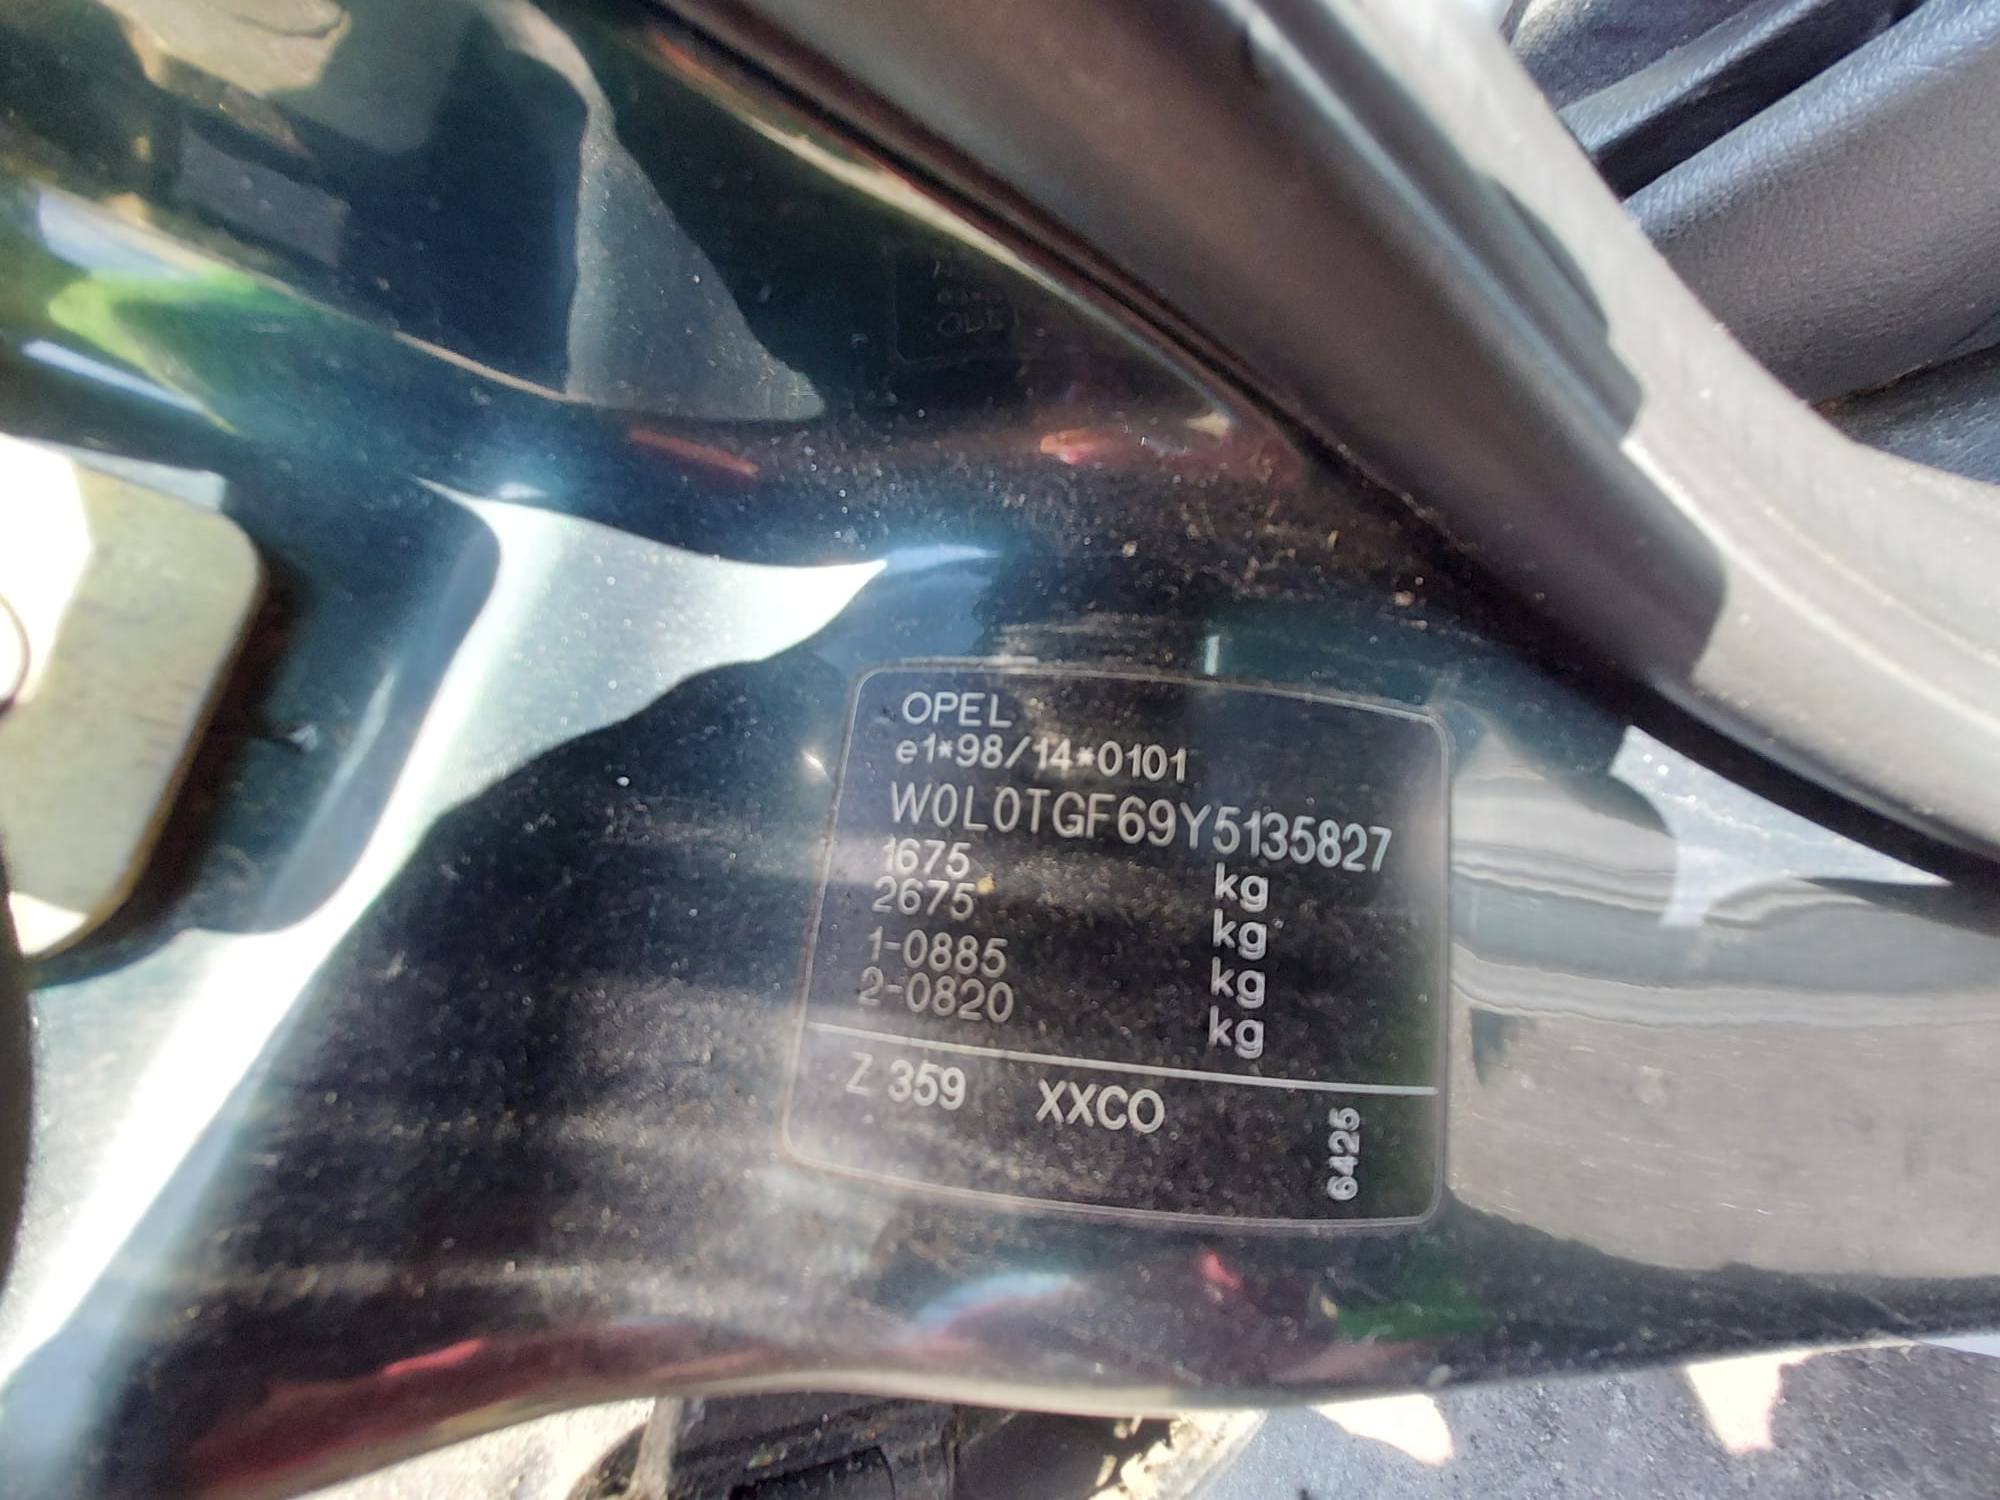 OPEL
e1*98/14*0101
W0L0TGF69Y5135827
1675 kg
2675 kg
1-0885 kg
2-0820 kg
Z 359 XXCO
6425